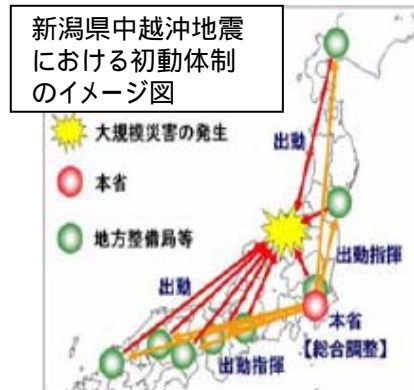 新潟県中越沖地震
における初動体制
のイメージ図
大規模災害の発生
本省
地方整備局等
出動
出動指揮
出動
本省
【総合調整】
出動指揮